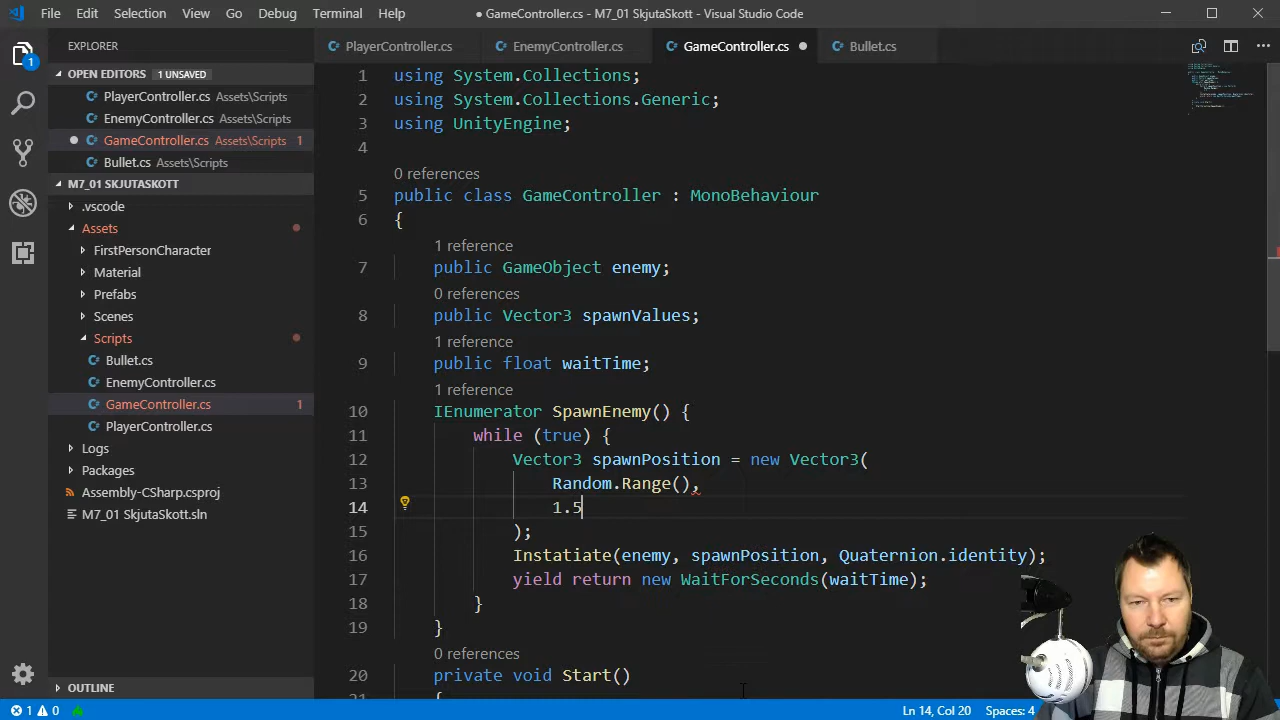 File Edit Selection View Go Debug Terminal Help ● GameController.cs - M7_01 SkjutaSkott - Visual Studio Code
EXPLORER
PlayerController.cs EnemyController.cs GameController.cs Bullet.cs
OPEN EDITORS 1 UNSAVED
PlayerController.cs Assets\Scripts
EnemyController.cs Assets\Scripts
GameController.cs Assets\Scripts 1
Bullet.cs Assets\Scripts
M7_01 SKJUTASKOTT
.vscode
Assets
FirstPersonCharacter
Material
Prefabs
Scenes
Scripts
Bullet.cs
EnemyController.cs
GameController.cs 1
PlayerController.cs
Logs
Packages
Assembly-CSharp.csproj
M7_01 SkjutaSkott.sln
OUTLINE
1 using System.Collections;
2 using System.Collections.Generic;
3 using UnityEngine;
4
0 references
5 public class GameController : MonoBehaviour
6 {
1 reference
7 public GameObject enemy;
0 references
8 public Vector3 spawnValues;
1 reference
9 public float waitTime;
1 reference
10 IEnumerator SpawnEnemy() {
11 while (true) {
12 Vector3 spawnPosition = new Vector3(
13 Random.Range(),
14 1.5
15 );
16 Instatiate(enemy, spawnPosition, Quaternion.identity);
17 yield return new WaitForSeconds(waitTime);
18 }
19 }
0 references
20 private void Start()
21 {
1 0 Ln 14, Col 20 Spaces: 4